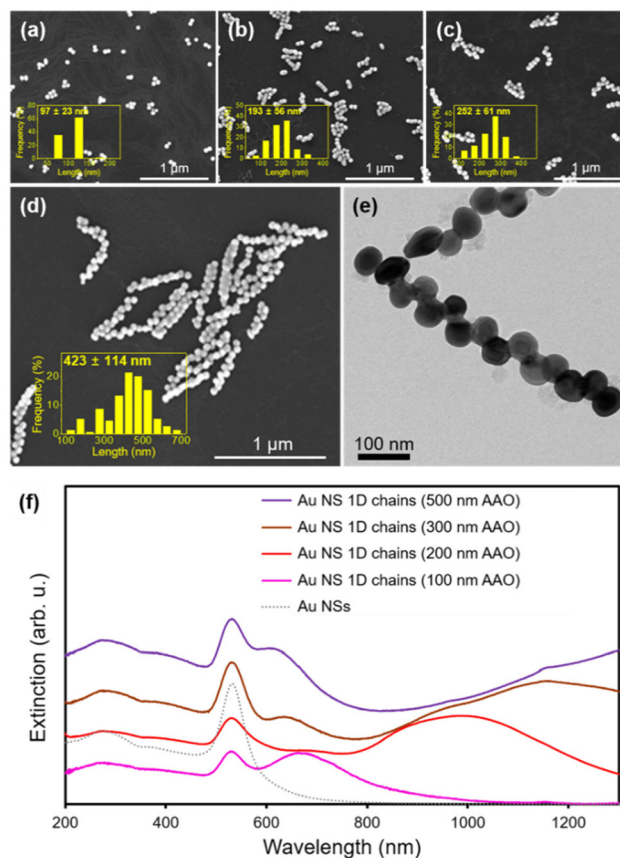 (a)
97 ± 23 nm
Frequency (%)
Length (nm)
1 μm
(b)
193 ± 56 nm
Frequency (%)
100 200 300 400
Length (nm)
1 μm
(c)
252 ± 61 nm
Frequency (%)
Length (nm)
1 μm
(d)
423 ± 114 nm
Frequency (%)
20
10
0
100 300 500 700
Length (nm)
1 μm
(e)
100 nm
(f)
Au NS 1D chains (500 nm AAO)
Au NS 1D chains (300 nm AAO)
Au NS 1D chains (200 nm AAO)
Au NS 1D chains (100 nm AAO)
Au NSs
Extinction (arb. u.)
200 400 600 800 1000 1200
Wavelength (nm)